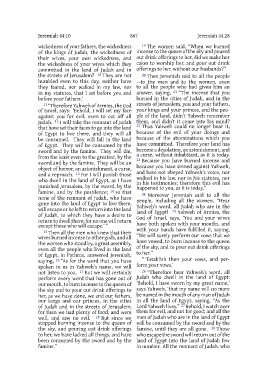 Jeremiah 44:10
867
Jeremiah 44:28
wickedness of your fathers, the wickedness
of the kings of Judah, the wickedness of
their wives, your own wickedness, and
the wickedness of your wives which they
committed in the land of Judah and in
the streets of Jerusalem? 10 They are not
humbled even to this day, neither have
they feared, nor walked in my law, nor
in my statutes, that I set before you and
before your fathers.’
11 “Therefore Yahweh of Armies, the God
of Israel, says: ‘Behold, I will set my face
against you for evil, even to cut off all
Judah. 12 I will take the remnant of Judah
that have set their faces to go into the land
of Egypt to live there, and they will all
be consumed. They will fall in the land
of Egypt. They will be consumed by the
sword and by the famine. They will die,
from the least even to the greatest, by the
sword and by the famine. They will be an
object of horror, an astonishment, a curse,
and a reproach. 13 For I will punish those
who dwell in the land of Egypt, as I have
punished Jerusalem, by the sword, by the
famine, and by the pestilence; 14 so that
none of the remnant of Judah, who have
gone into the land of Egypt to live there,
will escape or be left to return into the land
of Judah, to which they have a desire to
return to dwell there; for no one will return
except those who will escape.’”
15 Then all the men who knew that their
wives burned incense to other gods, and all
the women who stood by, a great assembly,
even all the people who lived in the land
of Egypt, in Pathros, answered Jeremiah,
saying, 16 “As for the word that you have
spoken to us in Yahweh’s name, we will
not listen to you. 17 But we will certainly
perform every word that has gone out of
our mouth, to burn incense to the queen of
the sky and to pour out drink offerings to
her, as we have done, we and our fathers,
our kings and our princes, in the cities
of Judah and in the streets of Jerusalem;
for then we had plenty of food, and were
well, and saw no evil. 18 But since we
stopped burning incense to the queen of
the sky, and pouring out drink offerings
to her, we have lacked all things, and have
been consumed by the sword and by the
famine.”
19 The women said, “When we burned
incense to the queen of the sky and poured
out drink offerings to her, did we make her
cakes to worship her, and pour out drink
offerings to her, without our husbands?”
20 Then Jeremiah said to all the people
—to the men and to the women, even
to all the people who had given him an
answer, saying, 21 “The incense that you
burned in the cities of Judah, and in the
streets of Jerusalem, you and your fathers,
your kings and your princes, and the peo-
ple of the land, didn’t Yahweh remember
them, and didn’t it come into his mind?
22 Thus Yahweh could no longer bear it,
because of the evil of your doings and
because of the abominations which you
have committed. Therefore your land has
become a desolation, an astonishment, and
a curse, without inhabitant, as it is today.
23 Because you have burned incense and
because you have sinned against Yahweh,
and have not obeyed Yahweh’s voice, nor
walked in his law, nor in his statutes, nor
in his testimonies; therefore this evil has
happened to you, as it is today.”
24 Moreover Jeremiah said to all the
people, including all the women, “Hear
Yahweh’s word, all Judah who are in the
land of Egypt! 25 Yahweh of Armies, the
God of Israel, says, ‘You and your wives
have both spoken with your mouths, and
with your hands have fulfilled it, saying,
“We will surely perform our vows that we
have vowed, to burn incense to the queen
of the sky, and to pour out drink offerings
to her.”
“‘Establish then your vows, and per-
form your vows.’
26 “Therefore hear Yahweh’s word, all
Judah who dwell in the land of Egypt:
‘Behold, I have sworn by my great name,’
says Yahweh, ‘that my name will no more
be named in the mouth of any man of Judah
in all the land of Egypt, saying, “As the
Lord Yahweh lives.” 27 Behold, I watch over
them for evil, and not for good; and all the
men of Judah who are in the land of Egypt
will be consumed by the sword and by the
famine, until they are all gone. 28 Those
who escape the sword will return out of the
land of Egypt into the land of Judah few
in number. All the remnant of Judah, who